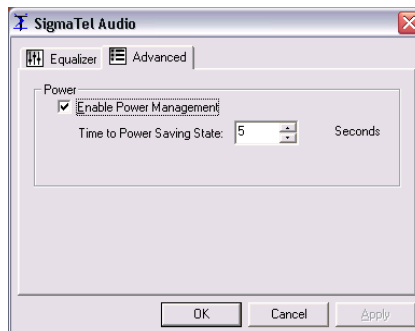 SigmaTel Audio
Equalizer Advanced
Power
Enable Power Management
Time to Power Saving State: 5 Seconds
OK Cancel Apply